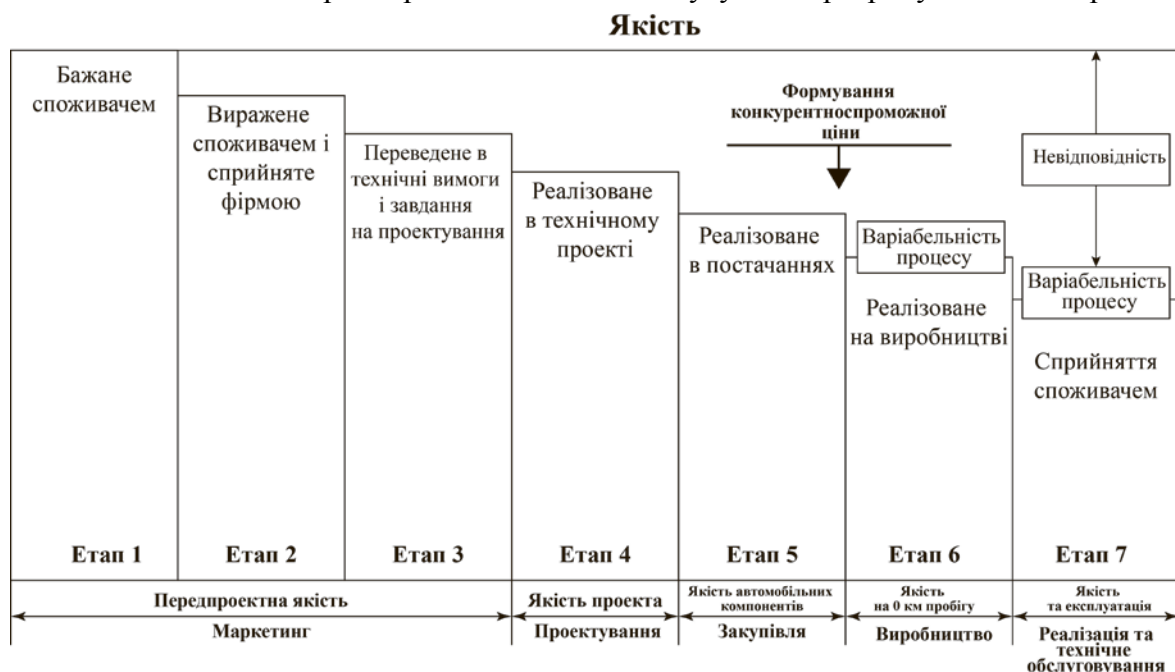 Якість
Бажане
споживачем
Виражене
споживачем і
сприйняте
фірмою
Переведене в
технічні вимоги
і завдання
на проектування
Реалізоване
в технічному
проекті
Реалізоване
в постачаннях
Формування
конкурентноспроможної
ціни
Варіабельність
процесу
Реалізоване
на виробництві
Невідповідність
Варіабельність
процесу
Сприйняття
споживачем
Етап 1
Етап 2
Етап 3
Етап 4
Етап 5
Етап 6
Етап 7
Передпроектна якість
Маркетинг
Якість проекта
Проектування
Якість автомобільних
компонентів
Закупівля
Якість
на 0 км пробігу
Виробництво
Якість
та експлуатація
Реалізація та
технічне
обслуговування